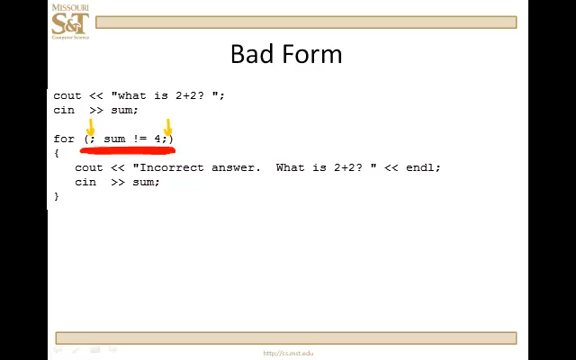 MISSOURI
S&T
Computer Science
Bad Form
cout << "what is 2+2? ";
cin  >> sum;
for (; sum != 4;)
{
   cout << "Incorrect answer.  What is 2+2? " << endl;
   cin  >> sum;
}
http://cs.mst.edu